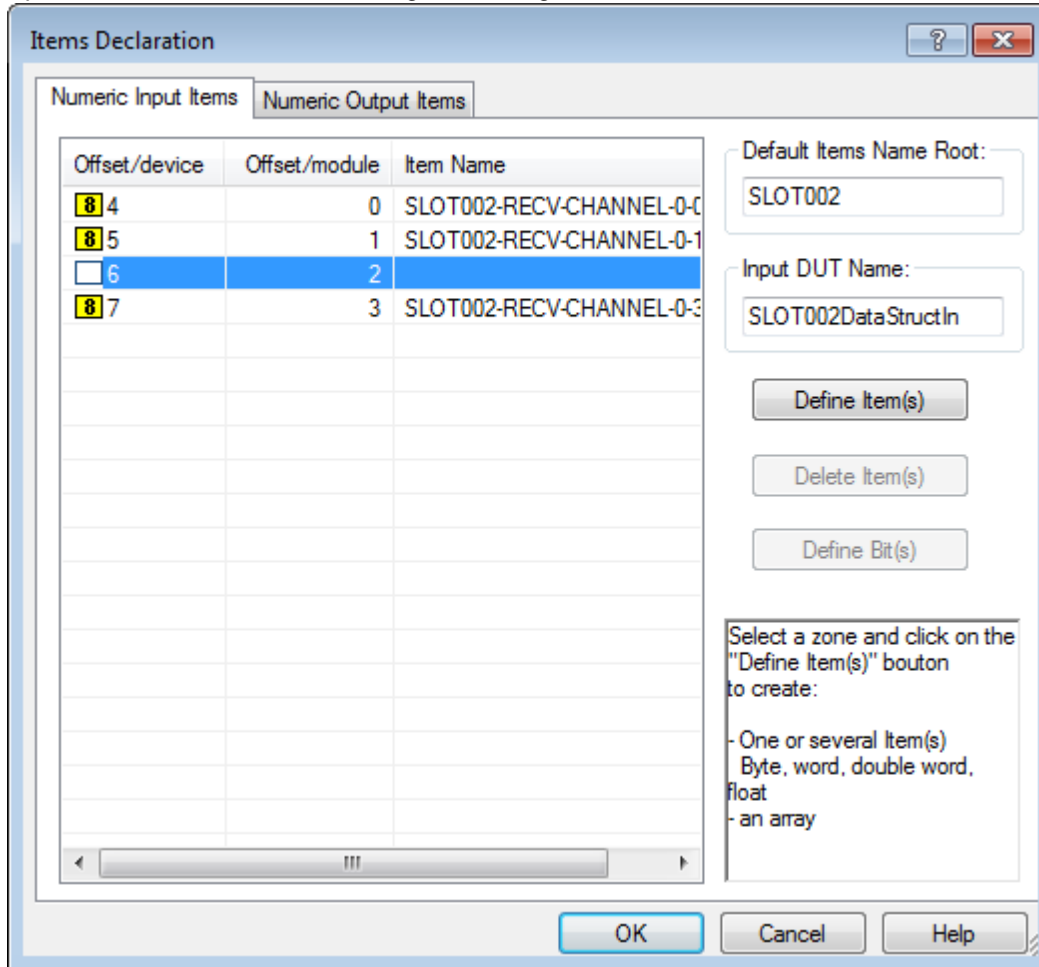 Items Declaration
Numeric Input Items Numeric Output Items
Offset/device Offset/module Item Name
8 4 0 SLOT002-RECV-CHANNEL-0-0
8 5 1 SLOT002-RECV-CHANNEL-0-1
6 2
8 7 3 SLOT002-RECV-CHANNEL-0-3
Default Items Name Root:
SLOT002
Input DUT Name:
SLOT002DataStructIn
Define Item(s)
Delete Item(s)
Define Bit(s)
Select a zone and click on the
"Define Item(s)" bouton
to create:
- One or several Item(s)
Byte, word, double word,
float
- an array
OK Cancel Help